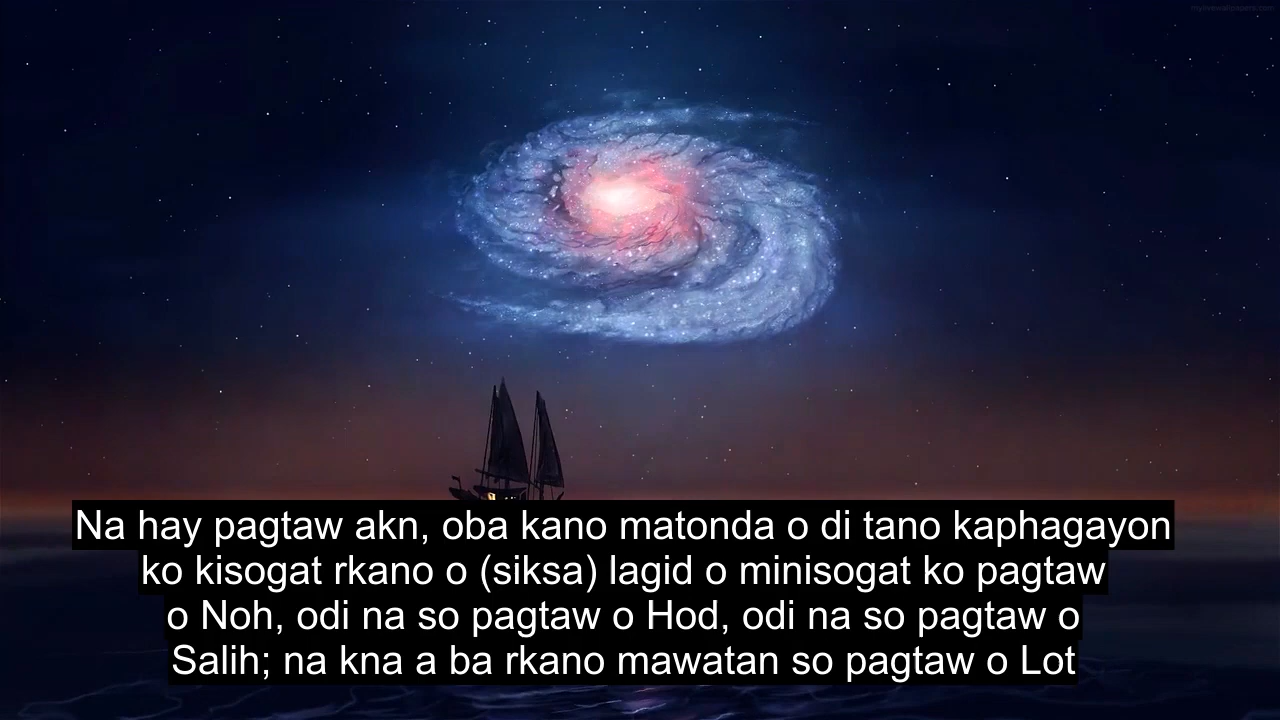 Na hay pagtaw akn, oba kano matonda o di tano kaphagayon
ko kisogat rkano o (siksa) lagid o minisogat ko pagtaw
o Noh, odi na so pagtaw o Hod, odi na so pagtaw o
Salih; na kna a ba rkano mawatan so pagtaw o Lot